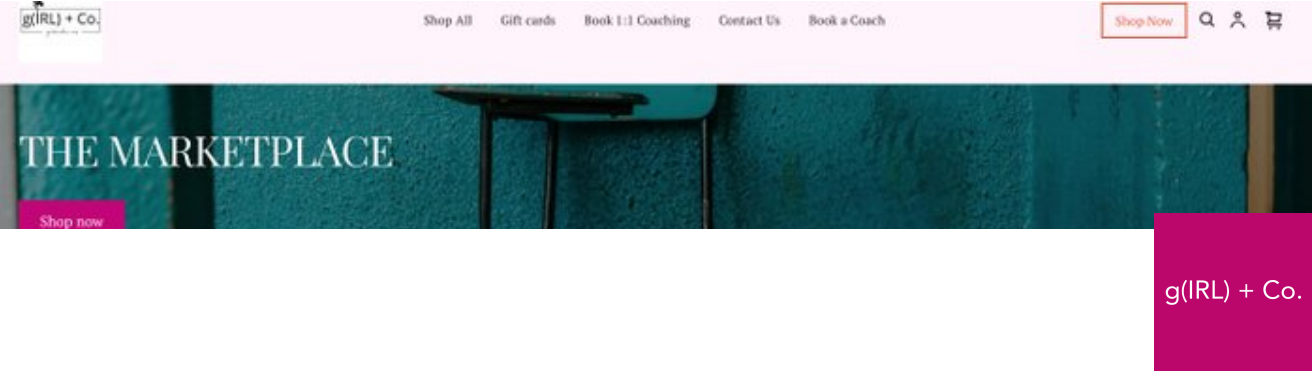 g(IRL) + Co.
Shop All
Gift cards
Book 1:1 Coaching
Contact Us
Book a Coach
Shop Now
THE MARKETPLACE
Shop now
g(IRL) + Co.